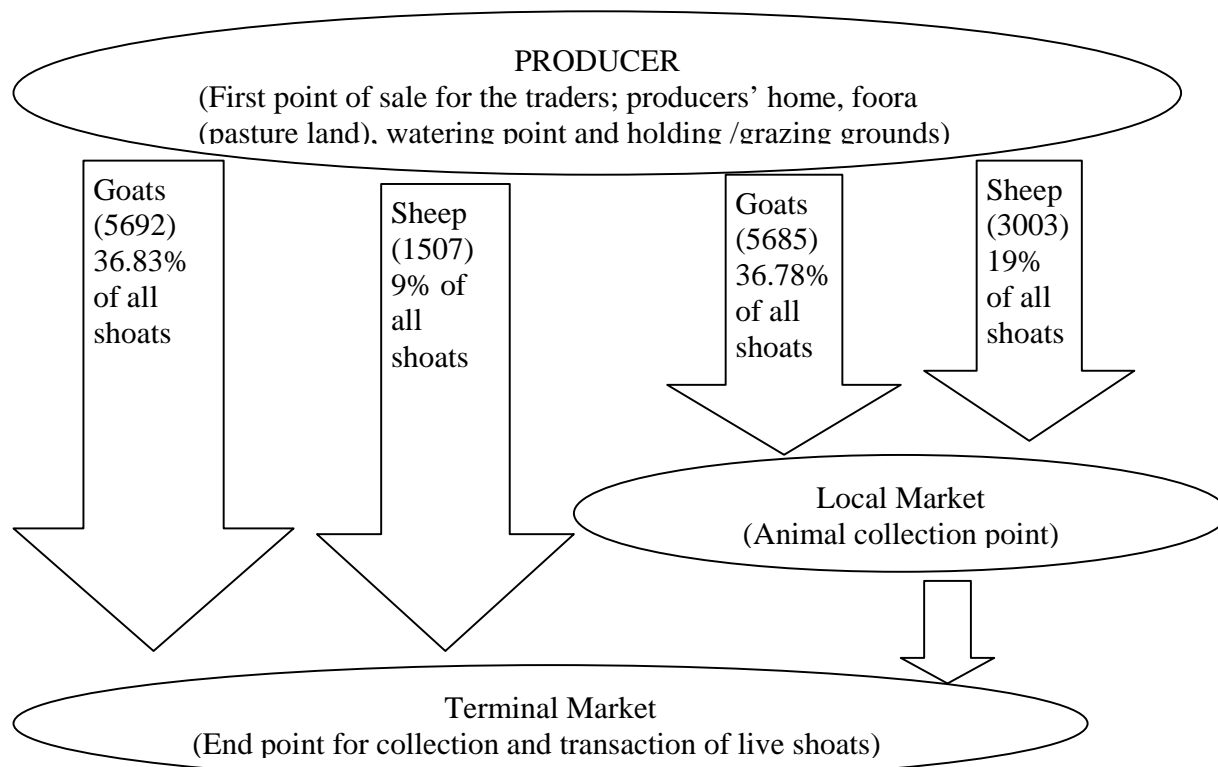 PRODUCER
(First point of sale for the traders; producers’ home, foora
(pasture land), watering point and holding /grazing grounds)
Goats
(5692)
36.83%
of all
shoats
Sheep
(1507)
9% of
all
shoats
Goats
(5685)
36.78%
of all
shoats
Sheep
(3003)
19%
of all
shoats
Local Market
(Animal collection point)
Terminal Market
(End point for collection and transaction of live shoats)